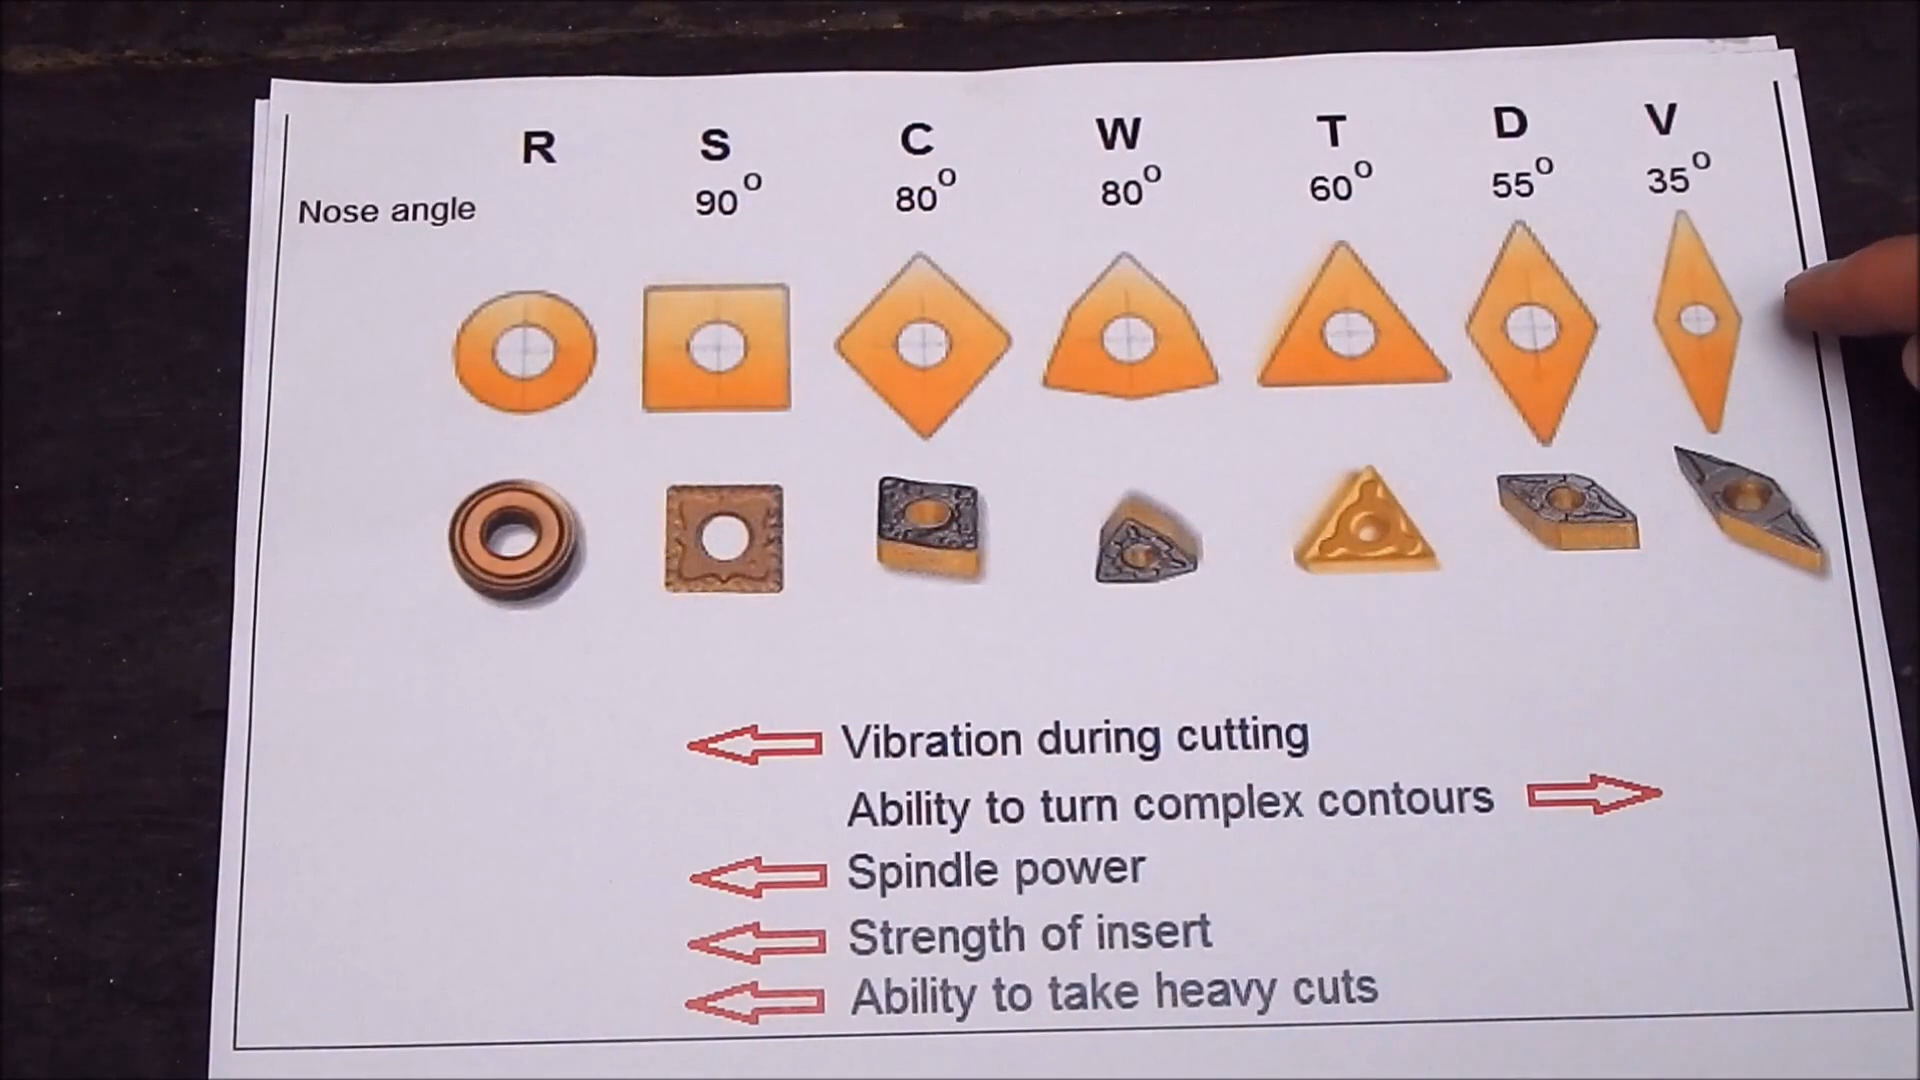 R S C W T D V
Nose angle 90° 80° 80° 60° 55° 35°
Vibration during cutting
Ability to turn complex contours
Spindle power
Strength of insert
Ability to take heavy cuts